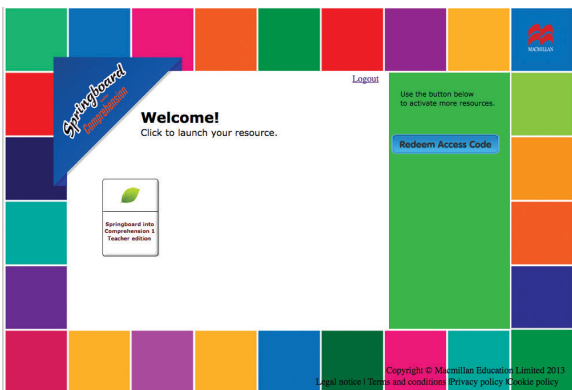 MACMILLAN
Springboard
into
Comprehension
Logout
Welcome!
Click to launch your resource.
Use the button below
to activate more resources.
Redeem Access Code
Springboard into
Comprehension 1
Teacher edition
Copyright © Macmillan Education Limited 2013
Legal notice | Terms and conditions |Privacy policy |Cookie policy